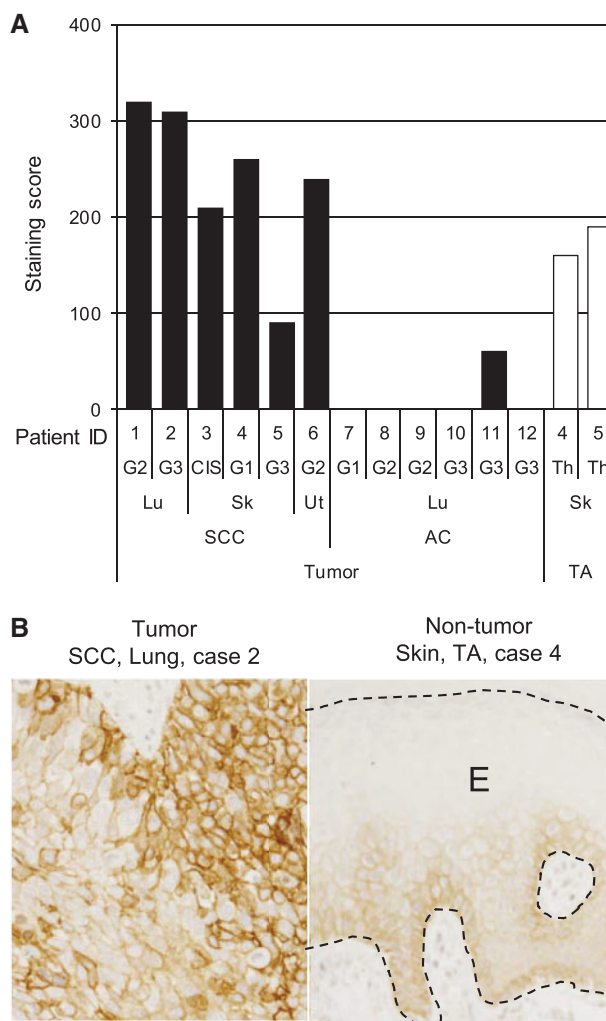 A
400
300
200
100
0
Staining score
Patient ID 1 2 3 4 5 6 7 8 9 10 11 12 4 5
G2 G3 CIS G1 G3 G2 G1 G2 G2 G3 G3 G3 Th Th
Lu Sk Ut Lu Sk
SCC AC
Tumor TA
B
Tumor
SCC, Lung, case 2
Non-tumor
Skin, TA, case 4
E